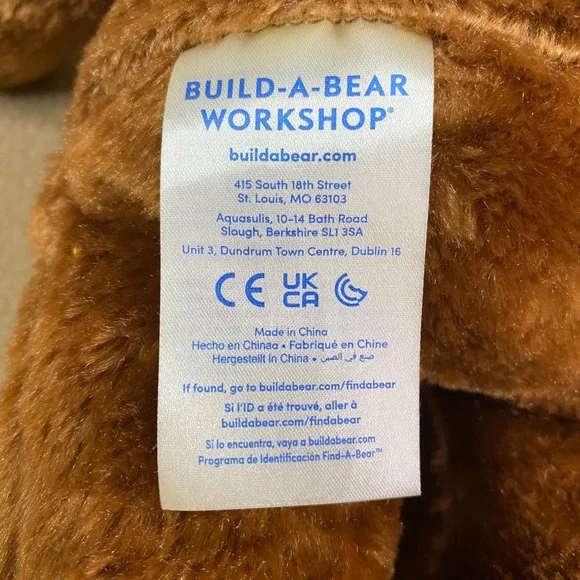 BUILD-A-BEAR
WORKSHOP®
buildabear.com
415 South 18th Street
St. Louis, MO 63103
Aquasulis, 10-14 Bath Road
Slough, Berkshire SL1 3SA
Unit 3, Dundrum Town Centre, Dublin 16
CE UK
CA
Made in China
Hecho en Chinaa • Fabriqué en Chine
Hergestellt in China • صنع في الصين
If found, go to buildabear.com/findabear
Si l'ID a été trouvé, aller à
buildabear.com/findabear
Si lo encuentra, vaya a buildabear.com
Programa de Identificación Find-A-Bear™